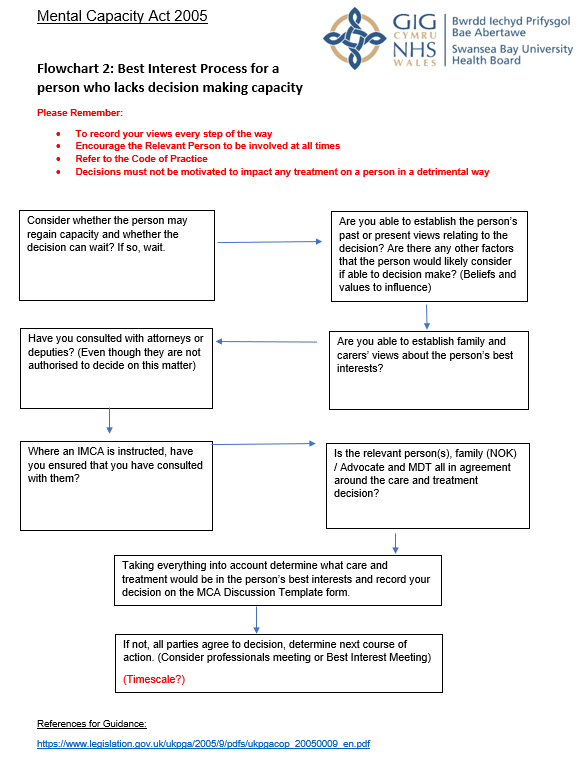 Mental Capacity Act 2005
GIG
CYMRU
NHS
WALES
Bwrdd Iechyd Prifysgol
Bae Abertawe
Swansea Bay University
Health Board
Flowchart 2: Best Interest Process for a
person who lacks decision making capacity
Please Remember:
• To record your views every step of the way
• Encourage the Relevant Person to be involved at all times
• Refer to the Code of Practice
• Decisions must not be motivated to impact any treatment on a person in a detrimental way
Consider whether the person may
regain capacity and whether the
decision can wait? If so, wait.
Are you able to establish the person's
past or present views relating to the
decision? Are there any other factors
that the person would likely consider
if able to decision make? (Beliefs and
values to influence)
Have you consulted with attorneys or
deputies? (Even though they are not
authorised to decide on this matter)
Are you able to establish family and
carers' views about the person's best
interests?
Where an IMCA is instructed, have
you ensured that you have consulted
with them?
Is the relevant person(s), family (NOK)
/ Advocate and MDT all in agreement
around the care and treatment
decision?
Taking everything into account determine what care and
treatment would be in the person's best interests and record your
decision on the MCA Discussion Template form.
If not, all parties agree to decision, determine next course of
action. (Consider professionals meeting or Best Interest Meeting)
(Timescale?)
References for Guidance:
https://www.legislation.gov.uk/ukpga/2005/9/pdfs/ukpgacop_20050009_en.pdf